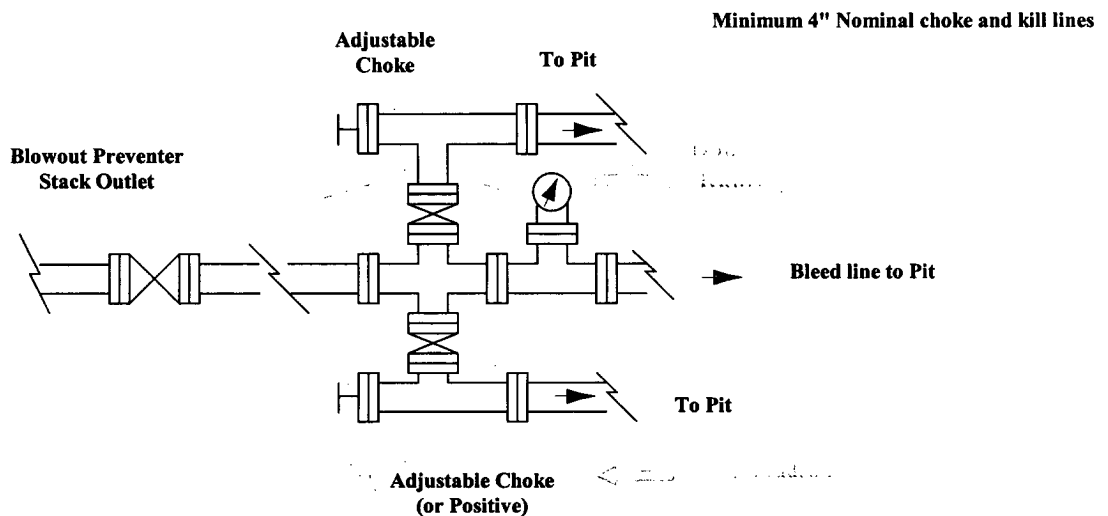 Minimum 4" Nominal choke and kill lines
Adjustable
Choke
To Pit
Blowout Preventer
Stack Outlet
Bleed line to Pit
To Pit
Adjustable Choke
(or Positive)